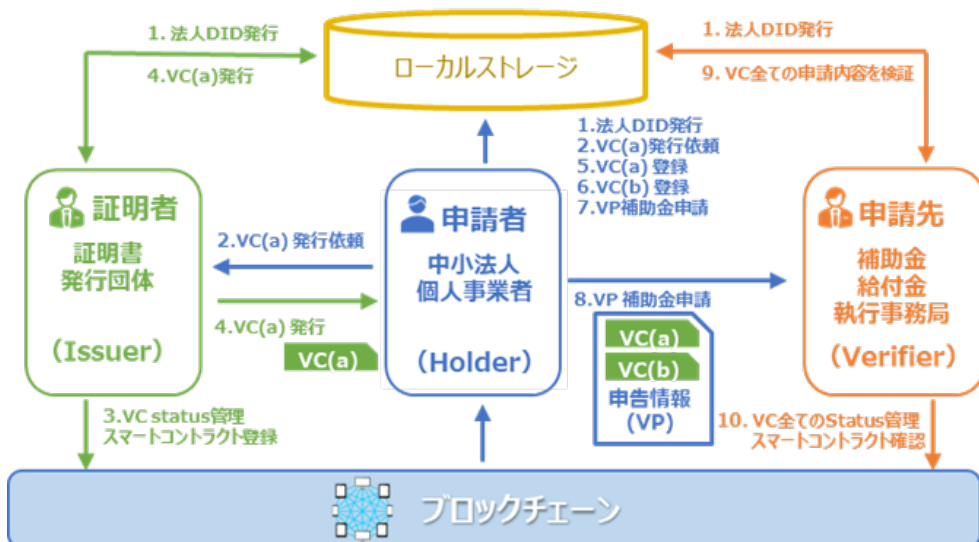 1. 法人DID発行
4.VC(a)発行
ローカルストレージ
1. 法人DID発行
9. VC全ての申請内容を検証
1.法人DID発行
2.VC(a)発行依頼
5.VC(a) 登録
6.VC(b) 登録
7.VP補助金申請
証明者
証明書
発行団体
(Issuer)
2.VC(a) 発行依頼
4.VC(a) 発行
VC(a)
申請者
中小法人
個人事業者
(Holder)
8.VP 補助金申請
VC(a)
VC(b)
申告情報
(VP)
申請先
補助金
給付金
執行事務局
(Verifier)
3.VC status管理
スマートコントラクト登録
10. VC全てのStatus管理
スマートコントラクト確認
ブロックチェーン